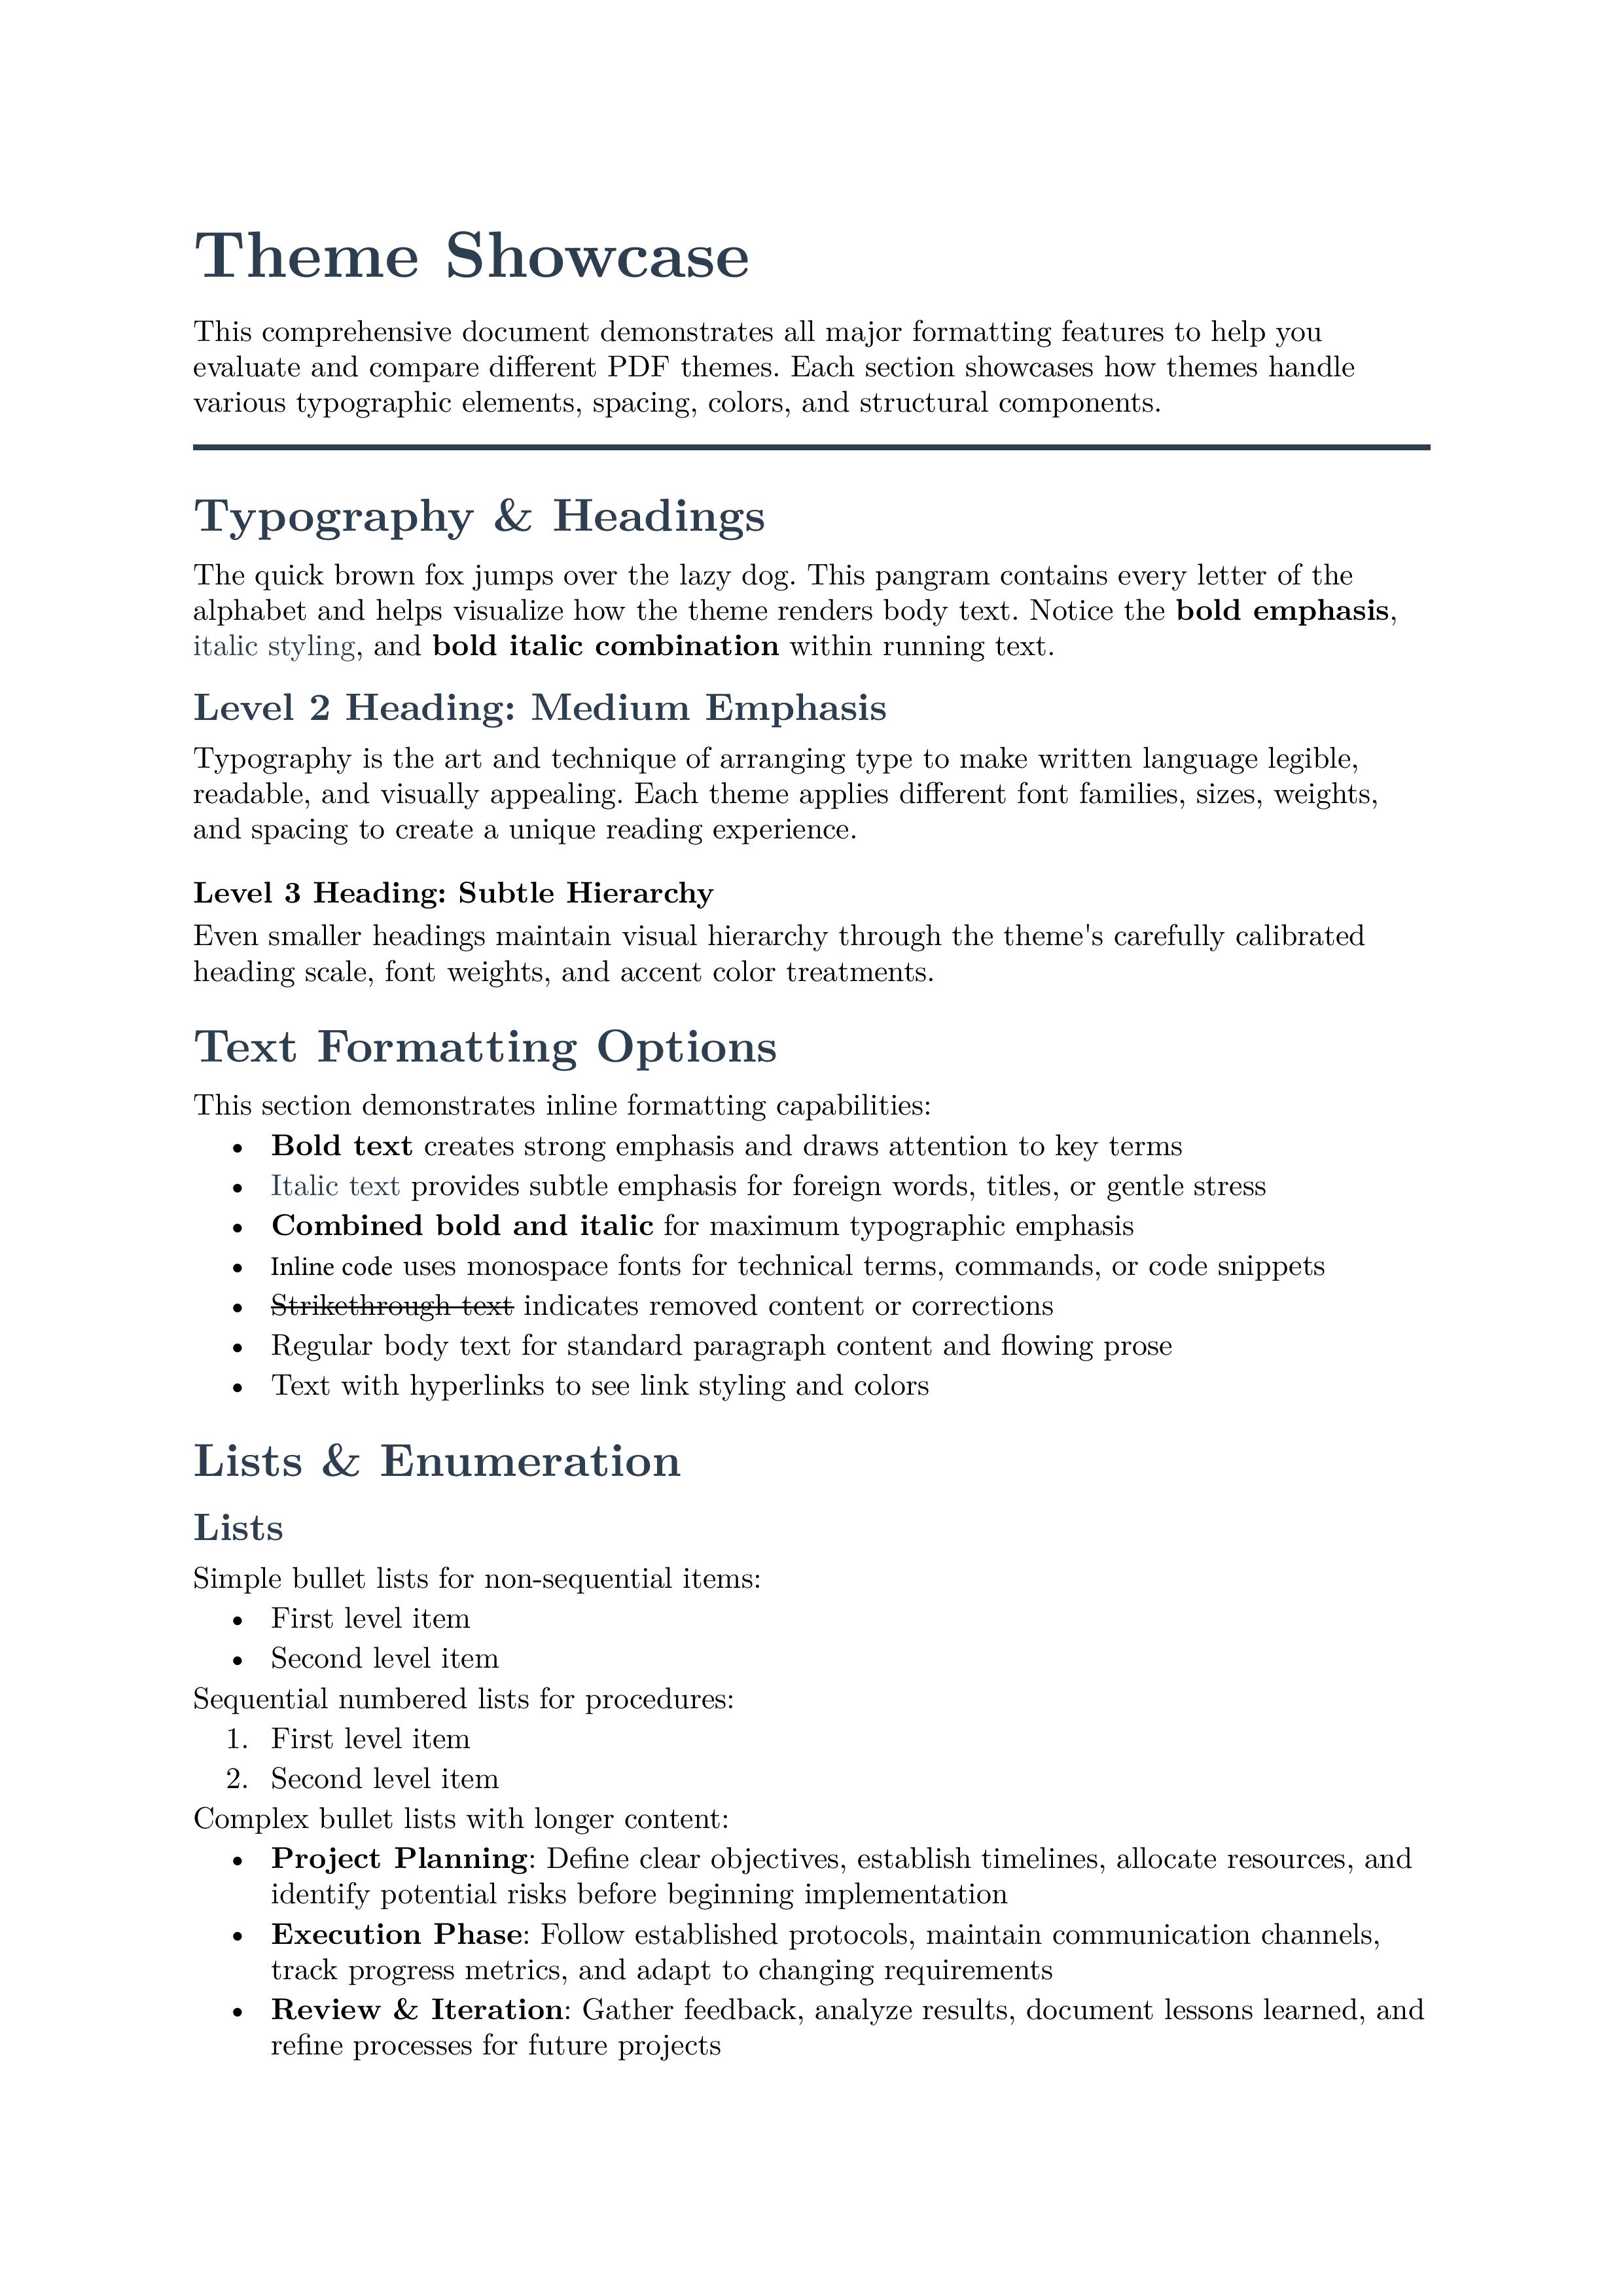 Theme Showcase
This comprehensive document demonstrates all major formatting features to help you
evaluate and compare different PDF themes. Each section showcases how themes handle
various typographic elements, spacing, colors, and structural components.
Typography & Headings
The quick brown fox jumps over the lazy dog. This pangram contains every letter of the
alphabet and helps visualize how the theme renders body text. Notice the bold emphasis,
italic styling, and bold italic combination within running text.
Level 2 Heading: Medium Emphasis
Typography is the art and technique of arranging type to make written language legible,
readable, and visually appealing. Each theme applies different font families, sizes, weights,
and spacing to create a unique reading experience.
Level 3 Heading: Subtle Hierarchy
Even smaller headings maintain visual hierarchy through the theme's carefully calibrated
heading scale, font weights, and accent color treatments.
Text Formatting Options
This section demonstrates inline formatting capabilities:
• Bold text creates strong emphasis and draws attention to key terms
• Italic text provides subtle emphasis for foreign words, titles, or gentle stress
• Combined bold and italic for maximum typographic emphasis
• Inline code uses monospace fonts for technical terms, commands, or code snippets
• Strikethrough text indicates removed content or corrections
• Regular body text for standard paragraph content and flowing prose
• Text with hyperlinks to see link styling and colors
Lists & Enumeration
Lists
Simple bullet lists for non-sequential items:
• First level item
• Second level item
Sequential numbered lists for procedures:
1. First level item
2. Second level item
Complex bullet lists with longer content:
• Project Planning: Define clear objectives, establish timelines, allocate resources, and
identify potential risks before beginning implementation
• Execution Phase: Follow established protocols, maintain communication channels,
track progress metrics, and adapt to changing requirements
• Review & Iteration: Gather feedback, analyze results, document lessons learned, and
refine processes for future projects